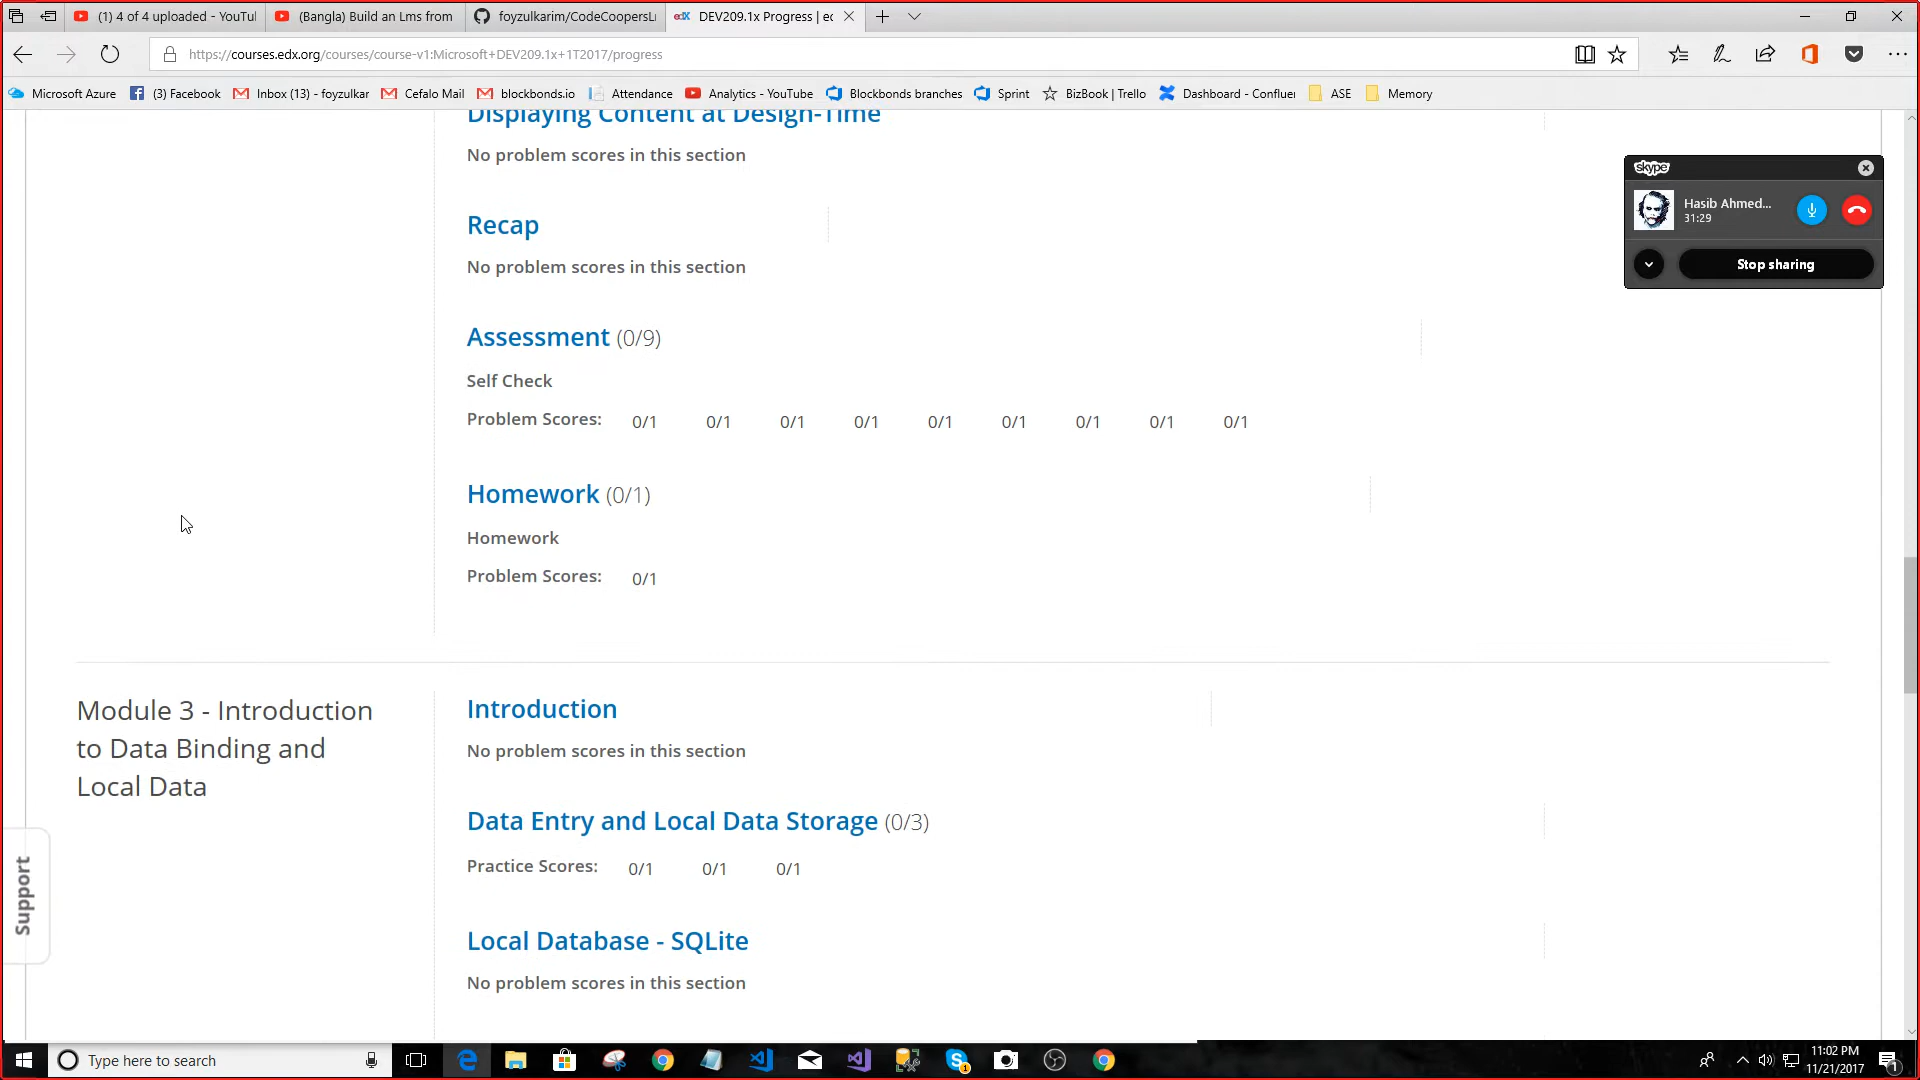 (1) 4 of 4 uploaded - YouTu
(Bangla) Build an Lms from
foyzulkarim/CodeCoopersL
edX DEV209.1x Progress | ec
https://courses.edx.org/courses/course-v1:Microsoft+DEV209.1x+1T2017/progress
Microsoft Azure
(3) Facebook
Inbox (13) - foyzulkar
Cefalo Mail
blockbonds.io
Attendance
Analytics - YouTube
Blockbonds branches
Sprint
BizBook | Trello
Dashboard - Confluer
ASE
Memory
Displaying Content at Design-Time
No problem scores in this section
skype
Hasib Ahmed...
31:29
Stop sharing
Recap
No problem scores in this section
Assessment (0/9)
Self Check
Problem Scores: 0/1 0/1 0/1 0/1 0/1 0/1 0/1 0/1 0/1
Homework (0/1)
Homework
Problem Scores: 0/1
Module 3 - Introduction
to Data Binding and
Local Data
Introduction
No problem scores in this section
Data Entry and Local Data Storage (0/3)
Practice Scores: 0/1 0/1 0/1
Local Database - SQLite
No problem scores in this section
Support
Type here to search
11:02 PM
11/21/2017
1
1